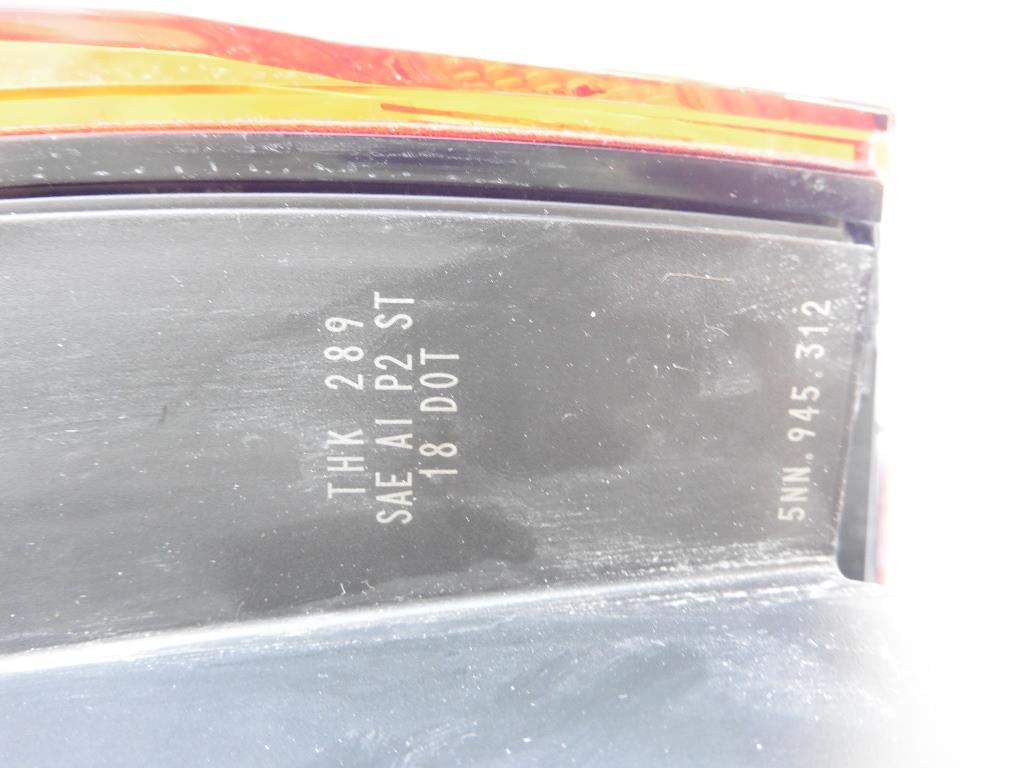 THK 289
SAE AI P2 ST
18 DOT
5NN.945.312